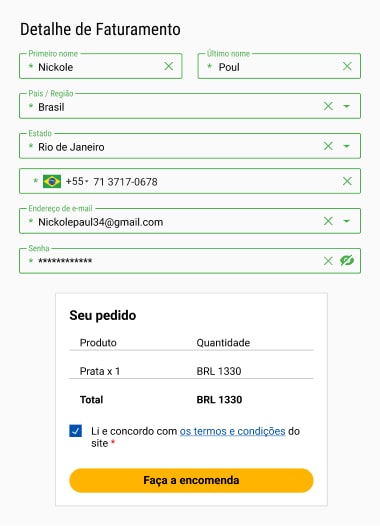 Detalhe de Faturamento
Primeiro nome
* Nickole
Último nome
* Poul
País / Região
* Brasil
Estado
* Rio de Janeiro
* +55 71 3717-0678
Endereço de e-mail
* Nickolepaul34@gmail.com
Senha
* ************
Seu pedido
Produto Quantidade
Prata x 1 BRL 1330
Total BRL 1330
Li e concordo com os termos e condições do
site *
Faça a encomenda